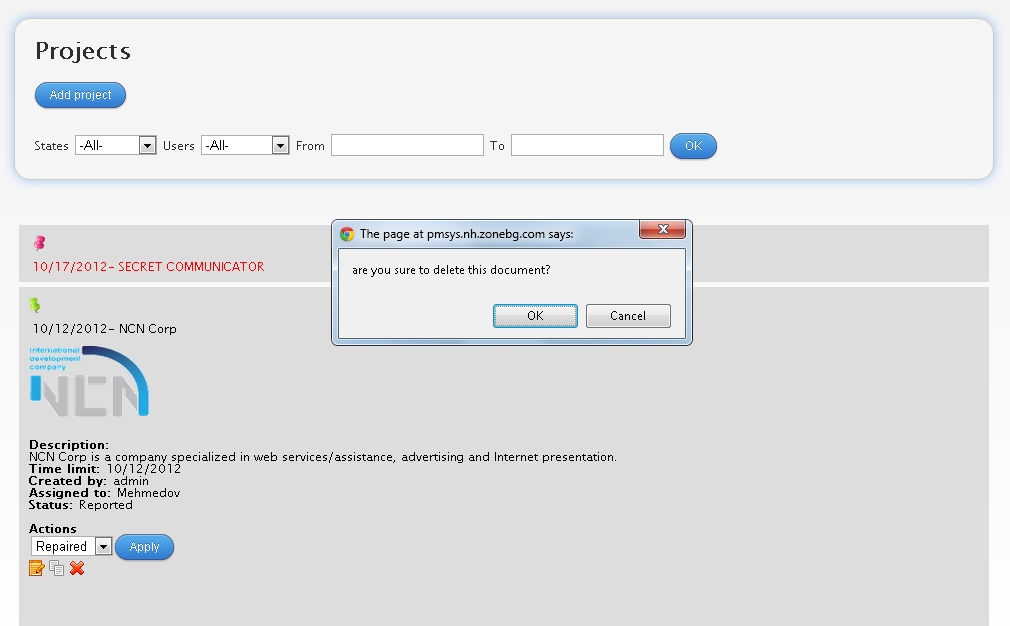 Projects
Add project
States -All- Users -All- From To OK
The page at pmsys.nh.zonebg.com says:
are you sure to delete this document?
OK Cancel
10/17/2012- SECRET COMMUNICATOR
10/12/2012- NCN Corp
international
development
company
NCN
Description:
NCN Corp is a company specialized in web services/assistance, advertising and Internet presentation.
Time limit: 10/12/2012
Created by: admin
Assigned to: Mehmedov
Status: Reported
Actions
Repaired Apply